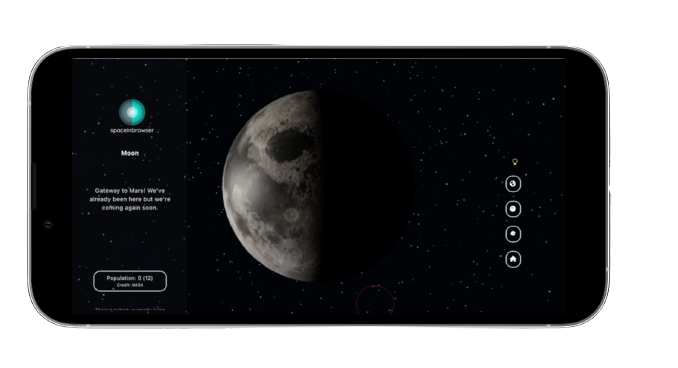 spaceinbrowser
Moon
Gateway to Mars! We've
already been here but we're
coming again soon.
Population: 0 (12)
Credit: NASA